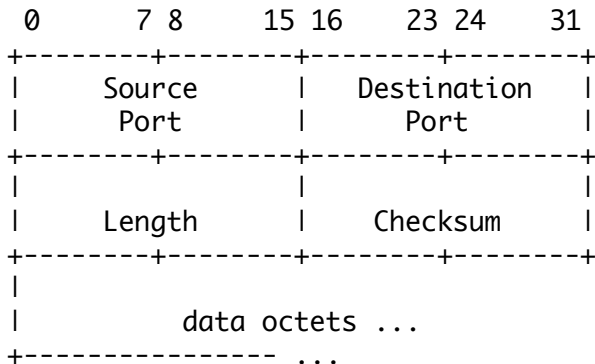 0      7 8     15 16    23 24    31
+--------+--------+--------+--------+
|     Source      |   Destination   |
|      Port       |      Port       |
+--------+--------+--------+--------+
|                 |                 |
|     Length      |    Checksum     |
+--------+--------+--------+--------+
|
|          data octets ...
+---------------- ...